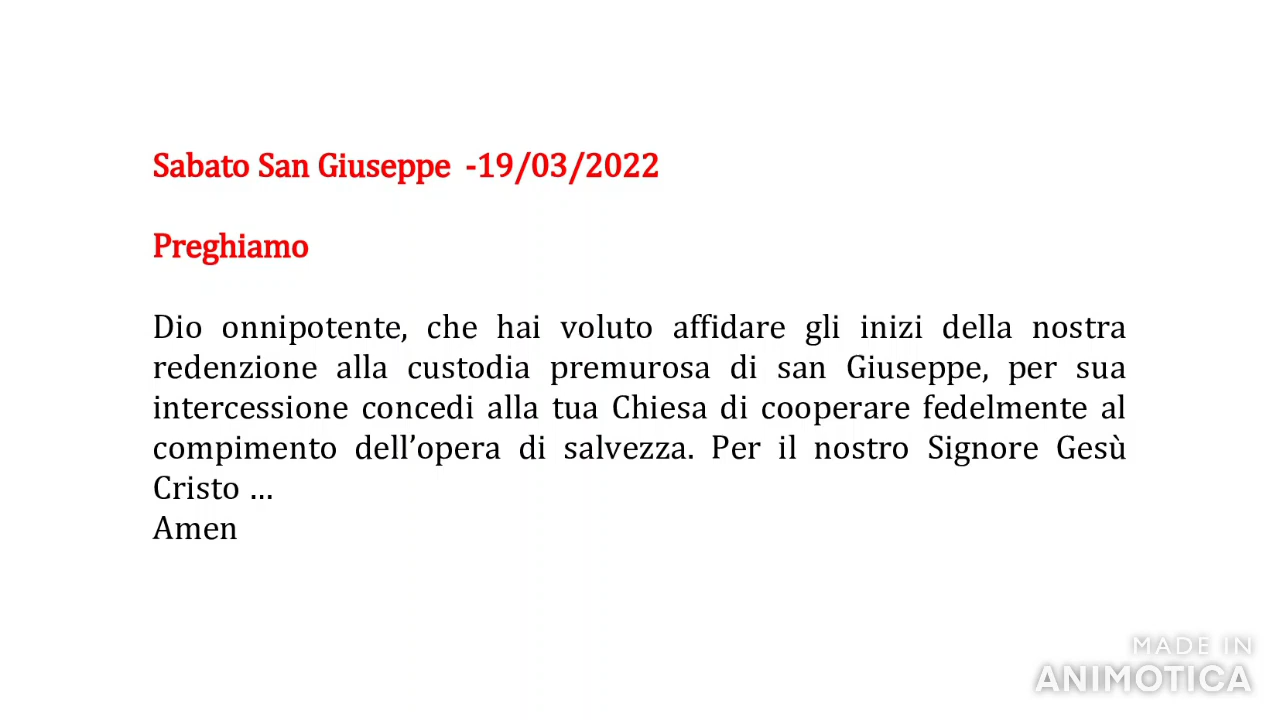 Sabato San Giuseppe -19/03/2022
Preghiamo
Dio onnipotente, che hai voluto affidare gli inizi della nostra
redenzione alla custodia premurosa di san Giuseppe, per sua
intercessione concedi alla tua Chiesa di cooperare fedelmente al
compimento dell’opera di salvezza. Per il nostro Signore Gesù
Cristo ...
Amen
MADE IN
ANIMOTICA